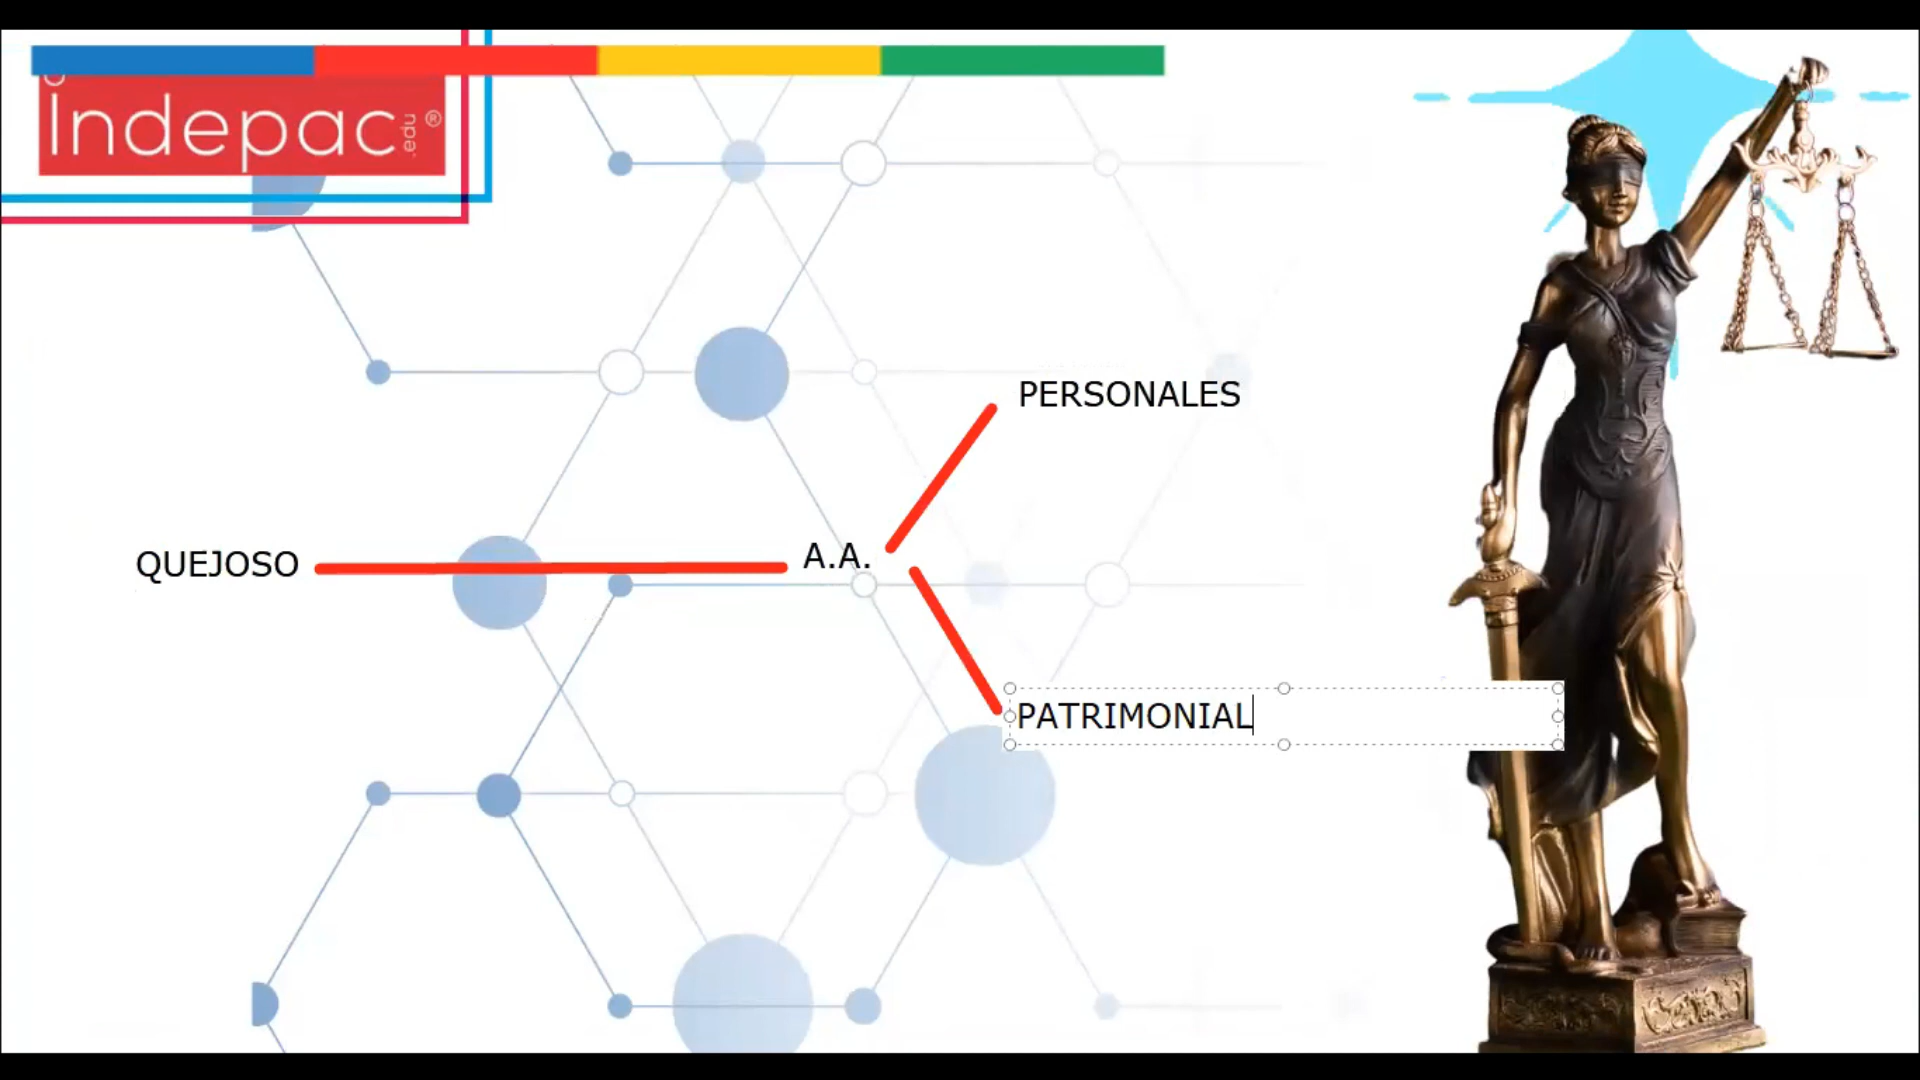 indepac.edu®
PERSONALES
QUEJOSO
A.A.
PATRIMONIAL